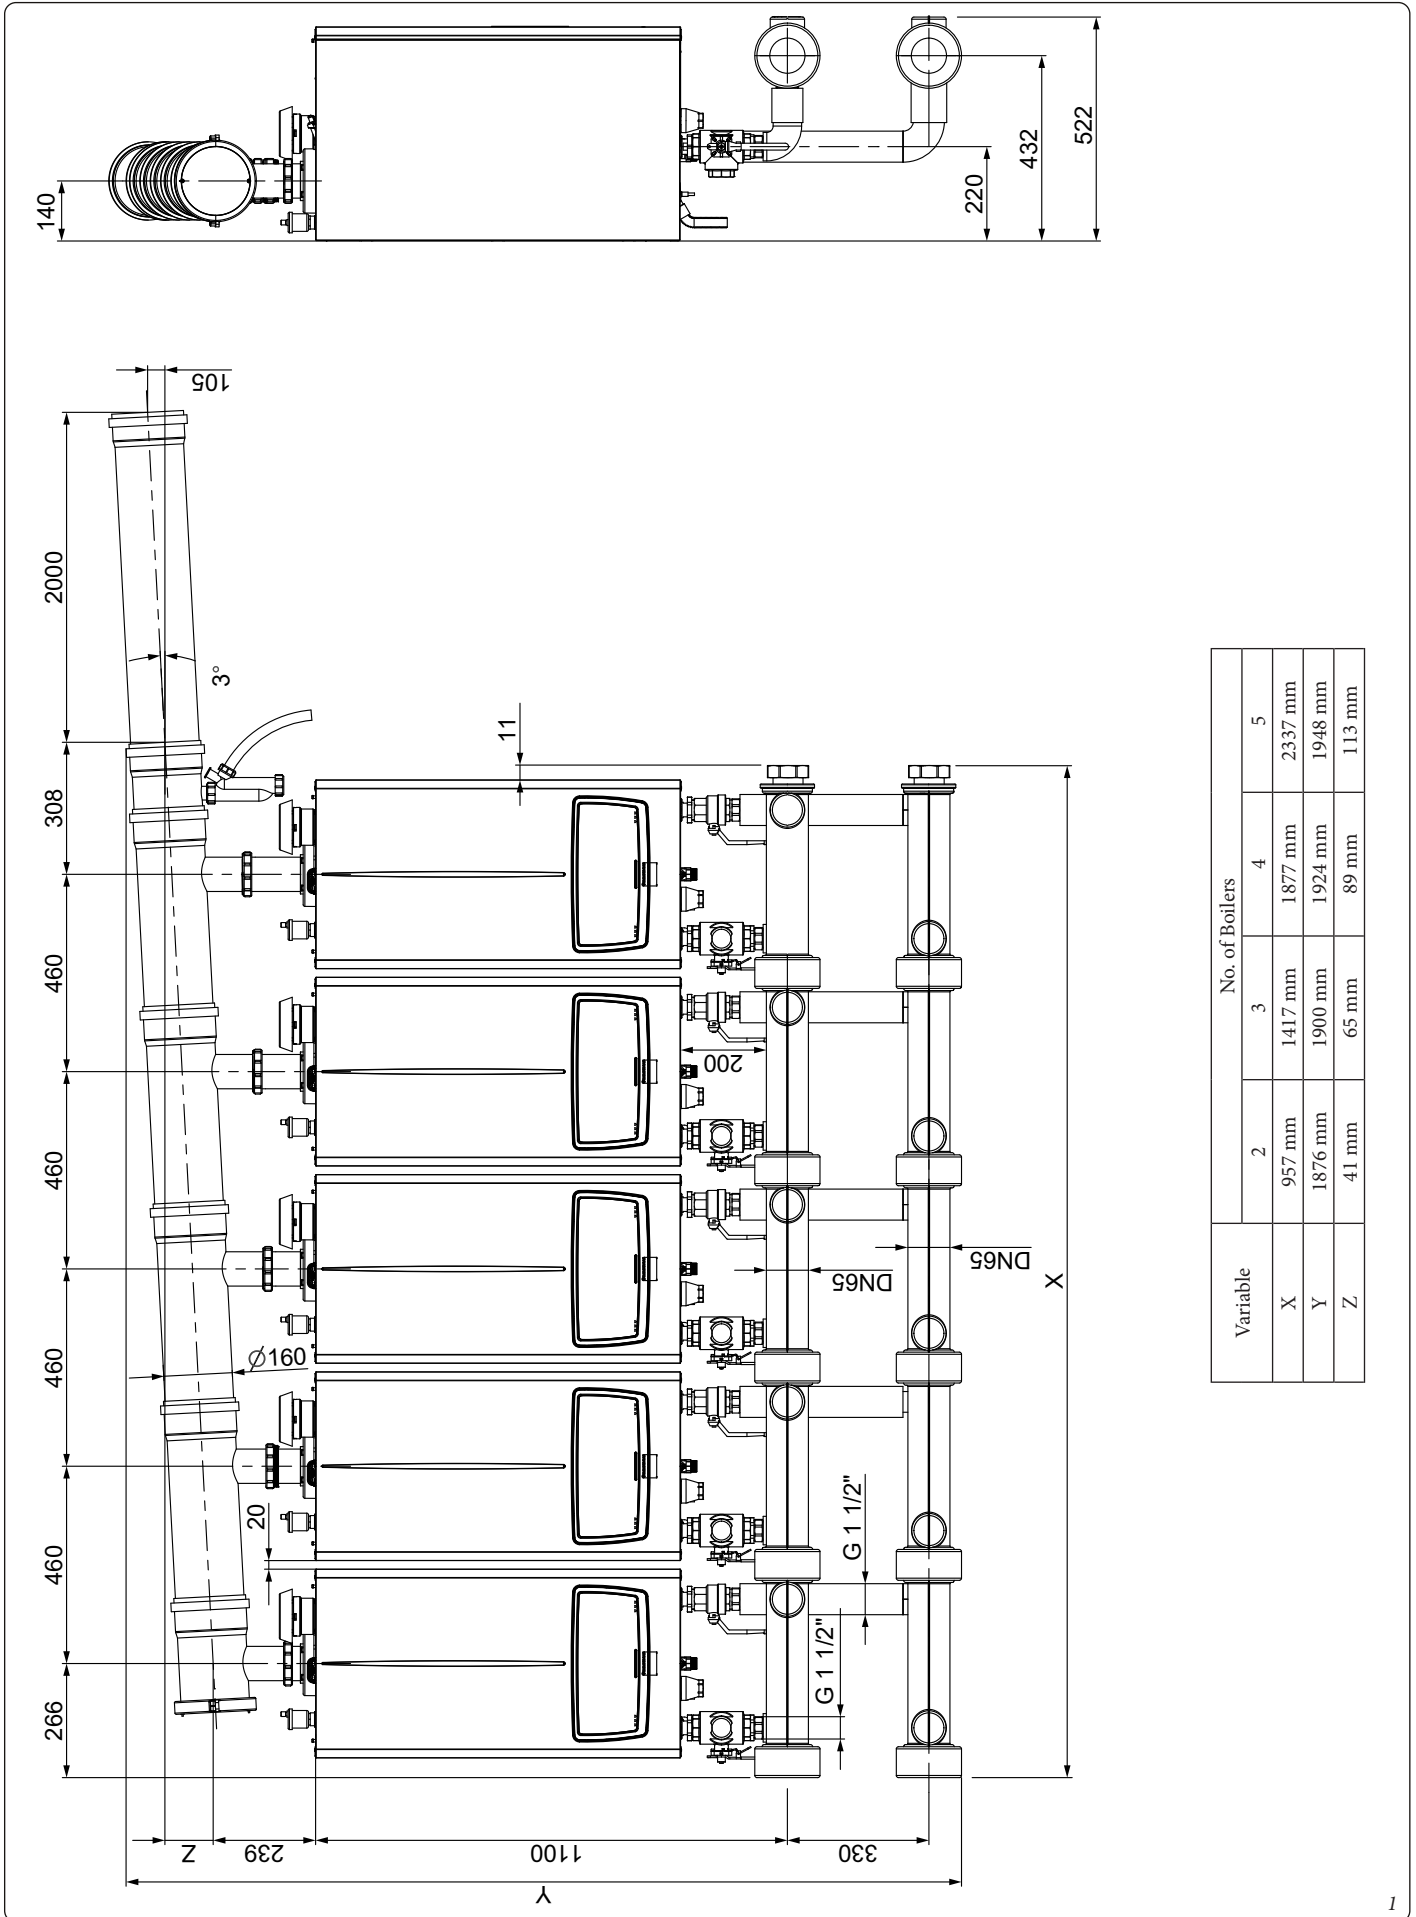 140
220
432
522
105
2000
3°
308
11
460
460
200
460
DN65
DN65
X
Ø160
460
20
G 1 1/2"
G 1 1/2"
266
Z
239
1100
330
Y
Variable No. of Boilers
2 3 4 5
X 957 mm 1417 mm 1877 mm 2337 mm
Y 1876 mm 1900 mm 1924 mm 1948 mm
Z 41 mm 65 mm 89 mm 113 mm
1